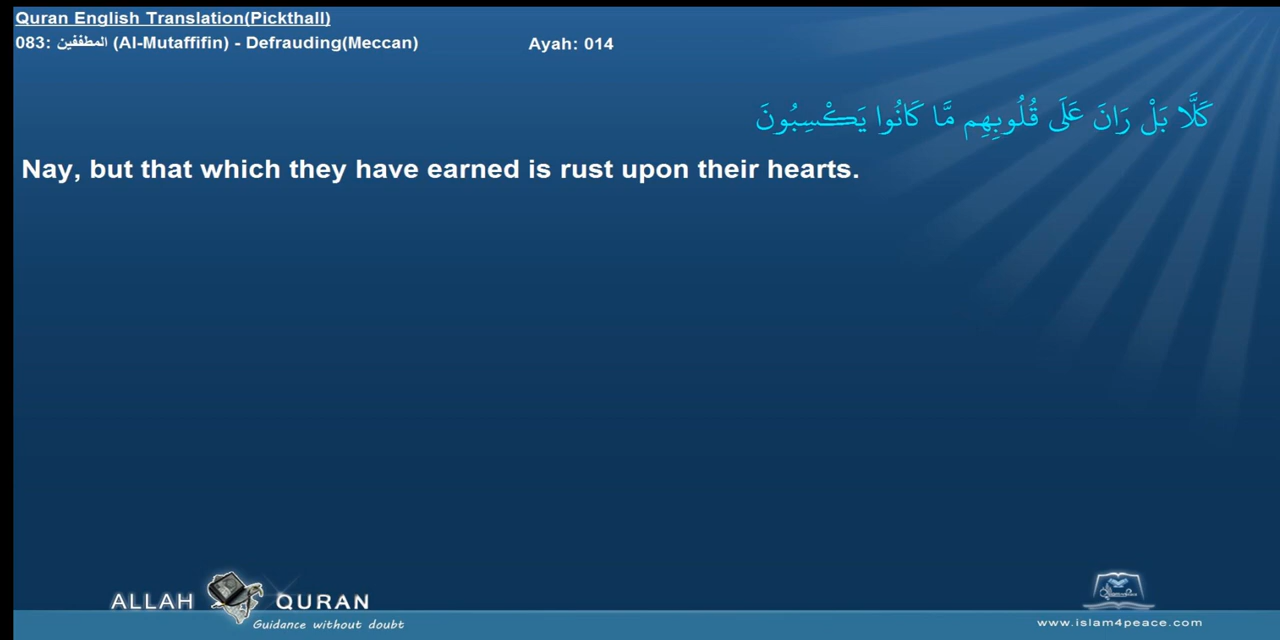 Quran English Translation(Pickthall)
083: المطففين (Al-Mutaffifin) - Defrauding(Meccan) Ayah: 014
كَلَّا بَلْ رَانَ عَلَى قُلُوبِهِم مَّا كَانُوا يَكْسِبُونَ
Nay, but that which they have earned is rust upon their hearts.
ALLAH QURAN
Guidance without doubt
www.islam4peace.com